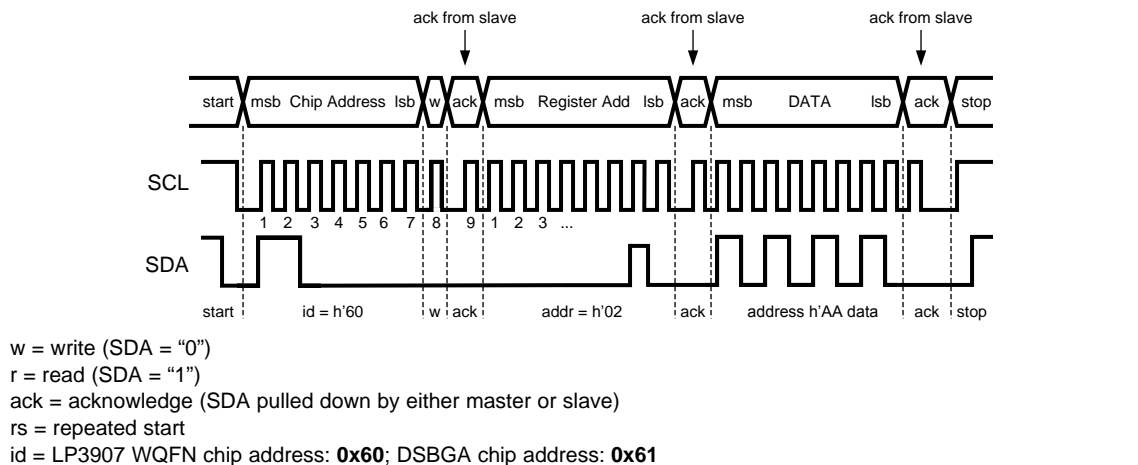 ack from slave ack from slave ack from slave
start msb Chip Address lsb w ack msb Register Add lsb ack msb DATA lsb ack stop
SCL
1 2 3 4 5 6 7 8 9 1 2 3 ...
SDA
start id = h’60 w ack addr = h’02 ack address h’AA data ack stop
w = write (SDA = “0”)
r = read (SDA = “1”)
ack = acknowledge (SDA pulled down by either master or slave)
rs = repeated start
id = LP3907 WQFN chip address: 0x60; DSBGA chip address: 0x61